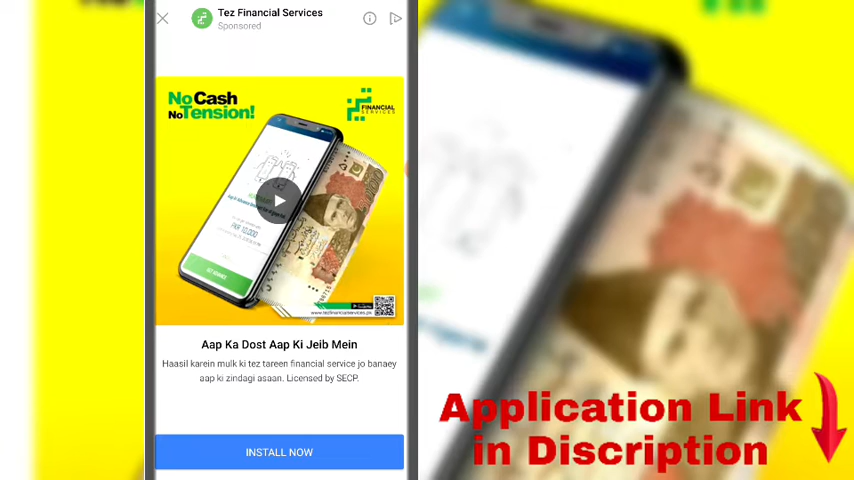 Tez Financial Services
Sponsored
No Cash
No Tension!
FINANCIAL
SERVICES
PKR 10,000
GET ADVANCE
www.tezfinancialservices.pk
Aap Ka Dost Aap Ki Jeib Mein
Haasil karein mulk ki tez tareen financial service jo banaey
aap ki zindagi asaan. Licensed by SECP.
INSTALL NOW
Application Link
in Discription